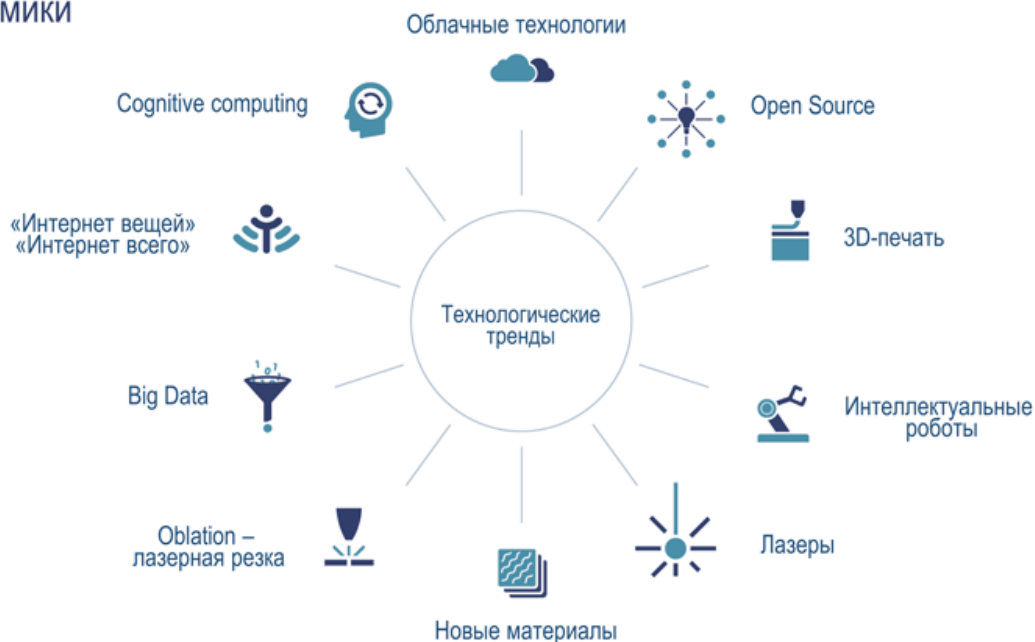 МИКИ
Облачные технологии
Cognitive computing
Open Source
«Интернет вещей»
«Интернет всего»
3D-печать
Технологические
тренды
Big Data
Интеллектуальные
роботы
Oblation –
лазерная резка
Лазеры
Новые материалы